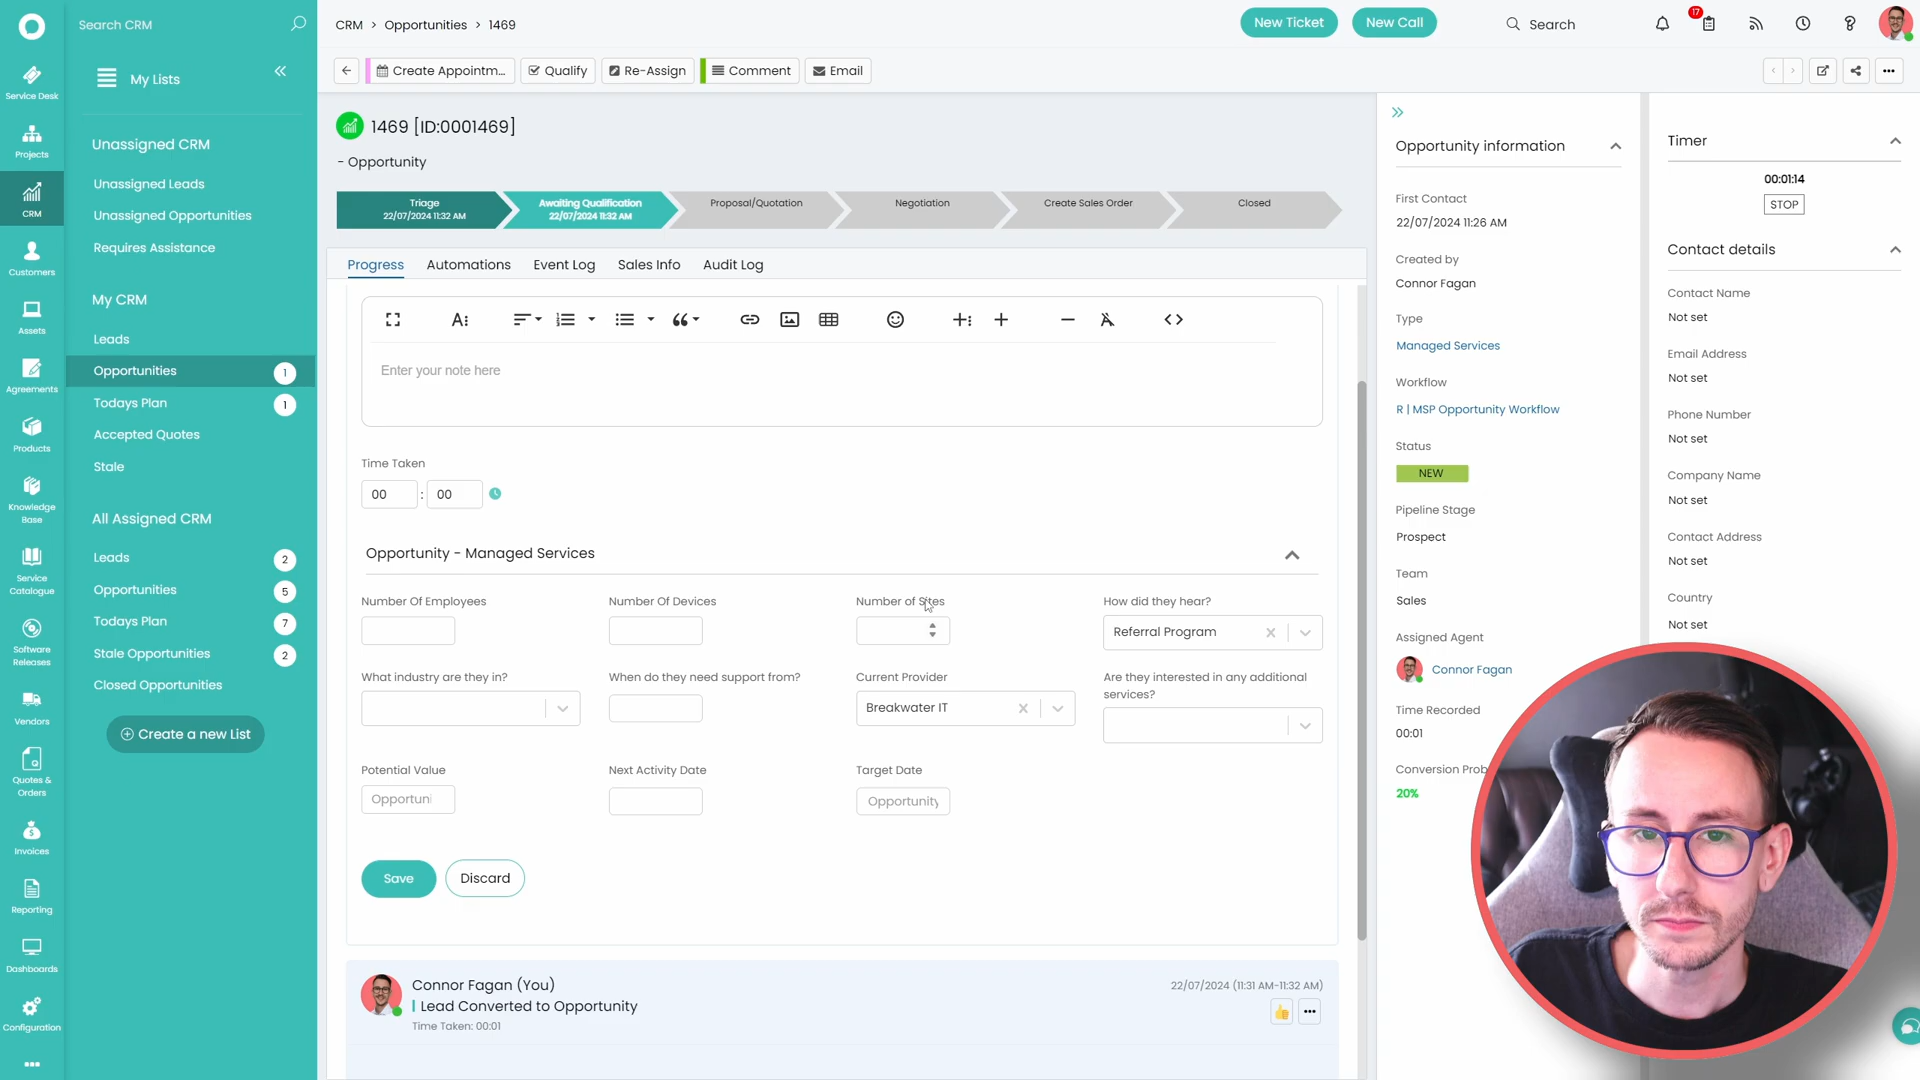 Search CRM
CRM > Opportunities > 1469
New Ticket
New Call
Search
17
My Lists
Create Appointm...
Qualify
Re-Assign
Comment
Email
Service Desk
Projects
CRM
Customers
Assets
Agreements
Products
Knowledge
Base
Service
Catalogue
Software
Releases
Vendors
Quotes &
Orders
Invoices
Reporting
Dashboards
Configuration
Unassigned CRM
Unassigned Leads
Unassigned Opportunities
Requires Assistance
My CRM
Leads
Opportunities 1
Todays Plan 1
Accepted Quotes
Stale
All Assigned CRM
Leads 2
Opportunities 5
Todays Plan 7
Stale Opportunities 2
Closed Opportunities
Create a new List
1469 [ID:0001469]
- Opportunity
Triage
22/07/2024 11:32 AM
Awaiting Qualification
22/07/2024 11:32 AM
Proposal/Quotation
Negotiation
Create Sales Order
Closed
Progress
Automations
Event Log
Sales Info
Audit Log
Enter your note here
Time Taken
00 : 00
Opportunity - Managed Services
Number Of Employees
Number Of Devices
Number of Sites
How did they hear?
Referral Program
What industry are they in?
When do they need support from?
Current Provider
Breakwater IT
Are they interested in any additional
services?
Potential Value
Opportuni
Next Activity Date
Target Date
Opportunity
Save
Discard
Connor Fagan (You)
Lead Converted to Opportunity
Time Taken: 00:01
22/07/2024 (11:31 AM-11:32 AM)
Opportunity information
First Contact
22/07/2024 11:26 AM
Created by
Connor Fagan
Type
Managed Services
Workflow
R | MSP Opportunity Workflow
Status
NEW
Pipeline Stage
Prospect
Team
Sales
Assigned Agent
Connor Fagan
Time Recorded
00:01
Conversion Prob
20%
Timer
00:01:14
STOP
Contact details
Contact Name
Not set
Email Address
Not set
Phone Number
Not set
Company Name
Not set
Contact Address
Not set
Country
Not set